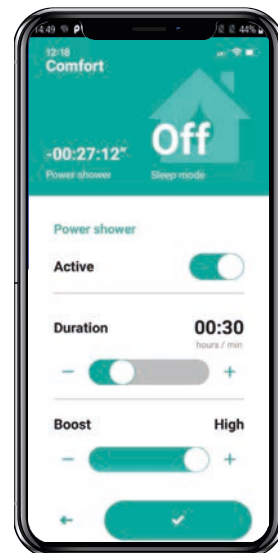 14:49
44%
12:18
Comfort
Off
-00:27:12"
Power shower
Sleep mode
Power shower
Active
Duration 00:30
hours / min
− +
Boost High
− +